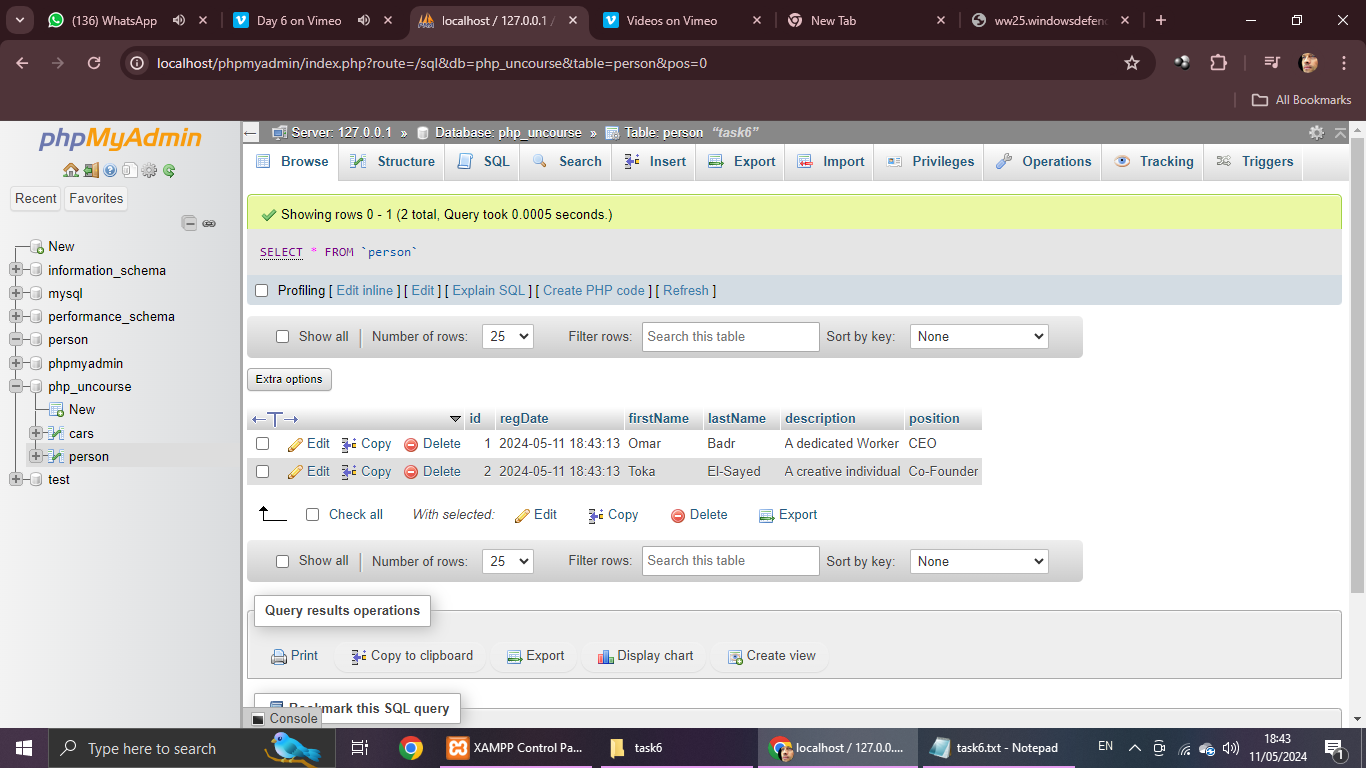 (136) WhatsApp
Day 6 on Vimeo
localhost / 127.0.0.1 /
Videos on Vimeo
New Tab
ww25.windowsdefend
localhost/phpmyadmin/index.php?route=/sql&db=php_uncourse&table=person&pos=0
All Bookmarks
phpMyAdmin
Recent Favorites
New
information_schema
mysql
performance_schema
person
phpmyadmin
php_uncourse
New
cars
person
test
Server: 127.0.0.1 » Database: php_uncourse » Table: person "task6"
Browse Structure SQL Search Insert Export Import Privileges Operations Tracking Triggers
Showing rows 0 - 1 (2 total, Query took 0.0005 seconds.)
SELECT * FROM `person`
Profiling [ Edit inline ] [ Edit ] [ Explain SQL ] [ Create PHP code ] [ Refresh ]
Show all Number of rows: 25 Filter rows: Search this table Sort by key: None
Extra options
id regDate firstName lastName description position
Edit Copy Delete 1 2024-05-11 18:43:13 Omar Badr A dedicated Worker CEO
Edit Copy Delete 2 2024-05-11 18:43:13 Toka El-Sayed A creative individual Co-Founder
Check all With selected: Edit Copy Delete Export
Show all Number of rows: 25 Filter rows: Search this table Sort by key: None
Query results operations
Print Copy to clipboard Export Display chart Create view
Bookmark this SQL query
Console
Type here to search
XAMPP Control Pa...
task6
localhost / 127.0.0....
task6.txt - Notepad
EN
18:43
11/05/2024
1